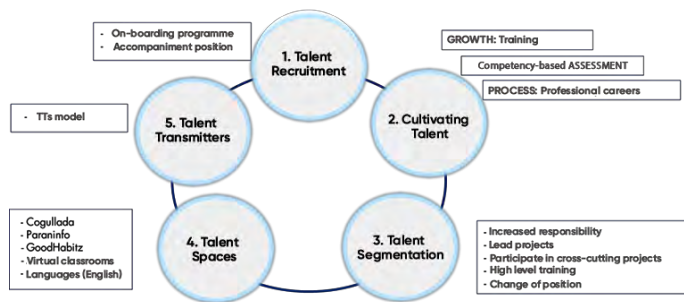 - On-boarding programme
- Accompaniment position
1. Talent
Recruitment
GROWTH: Training
Competency-based ASSESSMENT
PROCESS: Professional careers
2. Cultivating
Talent
- Increased responsibility
- Lead projects
- Participate in cross-cutting projects
- High level training
- Change of position
3. Talent
Segmentation
4. Talent
Spaces
- Cogullada
- Paraninfo
- GoodHabitz
- Virtual classrooms
- Languages (English)
5. Talent
Transmitters
- TTs model